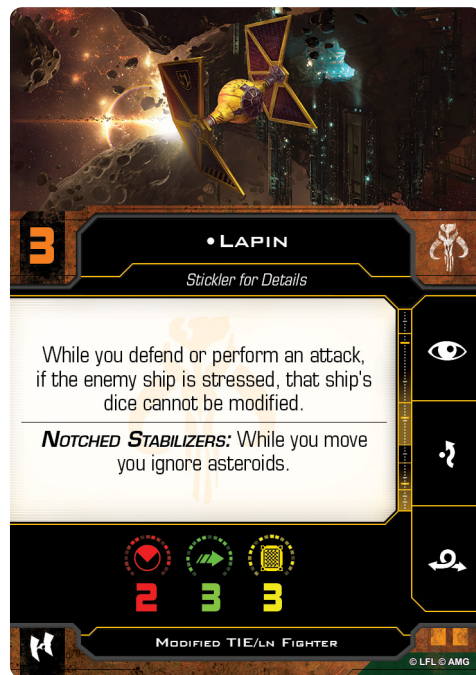 3
•Lapin
Stickler for Details
While you defend or perform an attack,
if the enemy ship is stressed, that ship's
dice cannot be modified.
Notched Stabilizers: While you move
you ignore asteroids.
2 3 3
Modified TIE/ln Fighter
© LFL © AMG